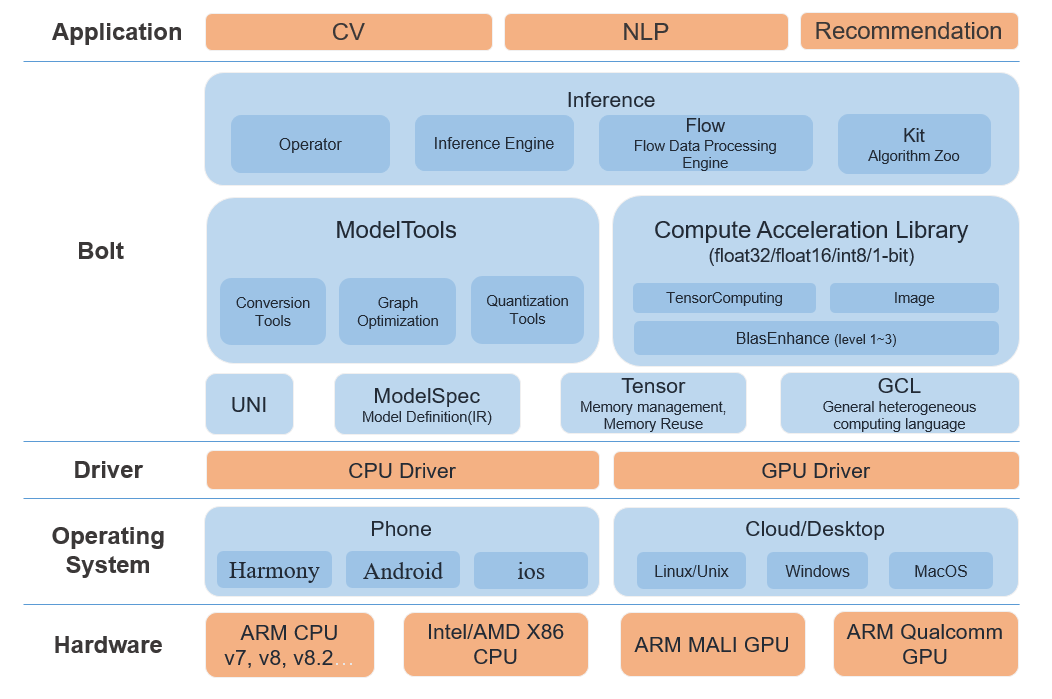 Application
CV
NLP
Recommendation
Bolt
Inference
Operator
Inference Engine
Flow
Flow Data Processing
Engine
Kit
Algorithm Zoo
ModelTools
Conversion
Tools
Graph
Optimization
Quantization
Tools
Compute Acceleration Library
(float32/float16/int8/1-bit)
TensorComputing
Image
BlasEnhance (level 1~3)
UNI
ModelSpec
Model Definition(IR)
Tensor
Memory management,
Memory Reuse
GCL
General heterogeneous
computing language
Driver
CPU Driver
GPU Driver
Operating
System
Phone
Harmony
Android
ios
Cloud/Desktop
Linux/Unix
Windows
MacOS
Hardware
ARM CPU
v7, v8, v8.2…
Intel/AMD X86
CPU
ARM MALI GPU
ARM Qualcomm
GPU